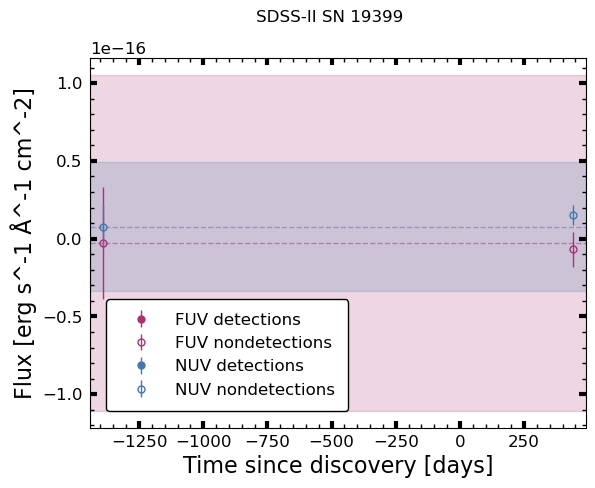 SDSS-II SN 19399
1e−16
1.0
0.5
0.0
−0.5
−1.0
Flux [erg s^-1 Å^-1 cm^-2]
FUV detections
FUV nondetections
NUV detections
NUV nondetections
−1250 −1000 −750 −500 −250 0 250
Time since discovery [days]